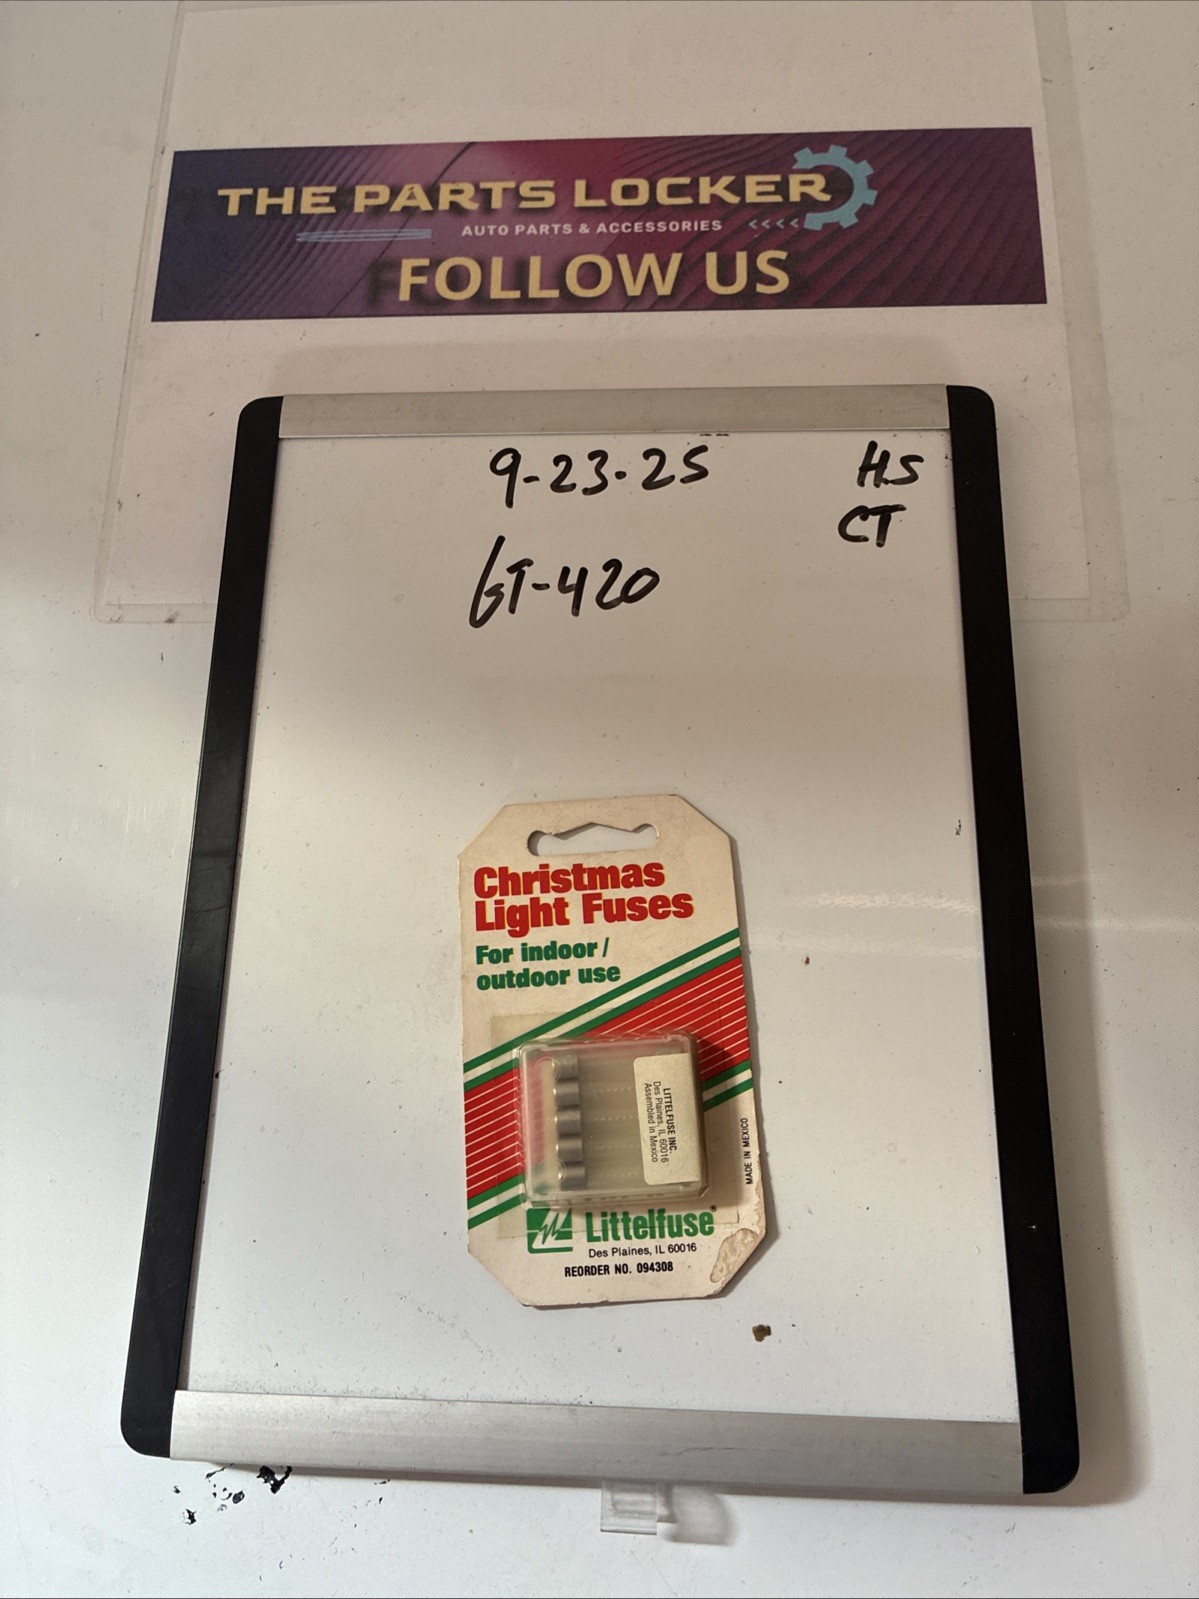 THE PARTS LOCKER
AUTO PARTS & ACCESSORIES <<<<
FOLLOW US
9-23-25 HS
CT
GT-420
Christmas
Light Fuses
For indoor/
outdoor use
LITTELFUSE INC.
Des Plaines, IL 60016
Assembled in Mexico
MADE IN MEXICO
Littelfuse®
Des Plaines, IL 60016
REORDER NO. 094308